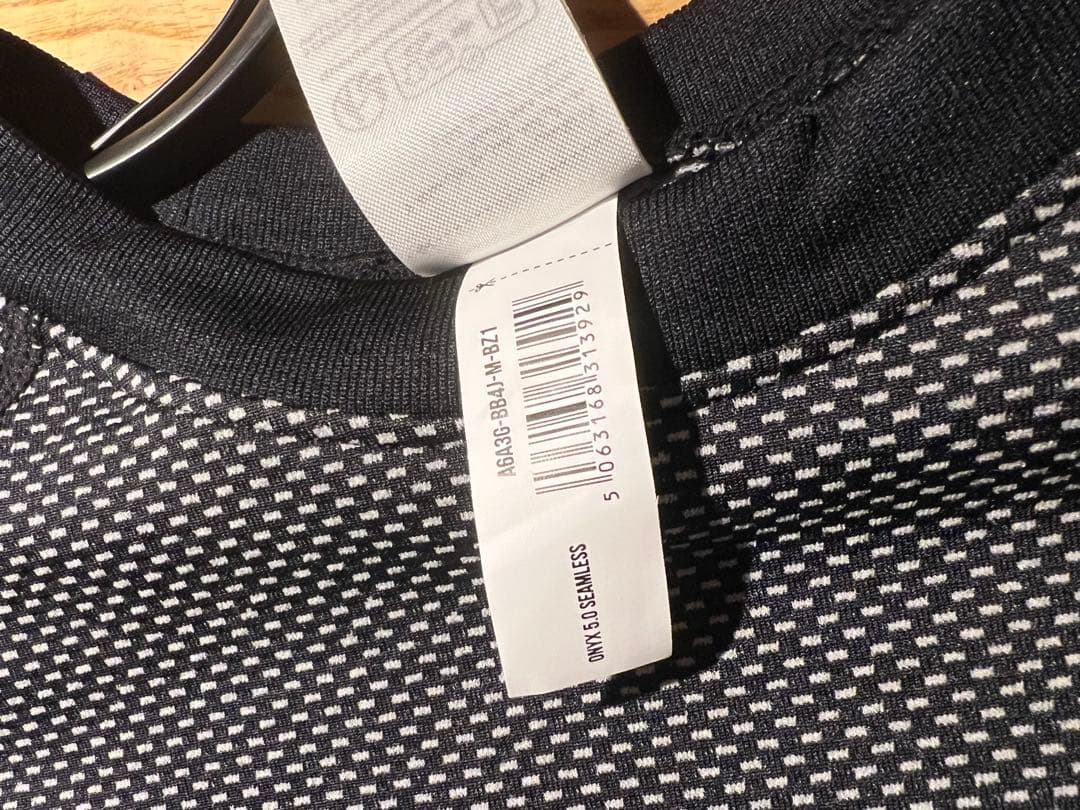 A6A3G-BB4J-M-BZ1
5 063168 313929
ONYX 5.0 SEAMLESS